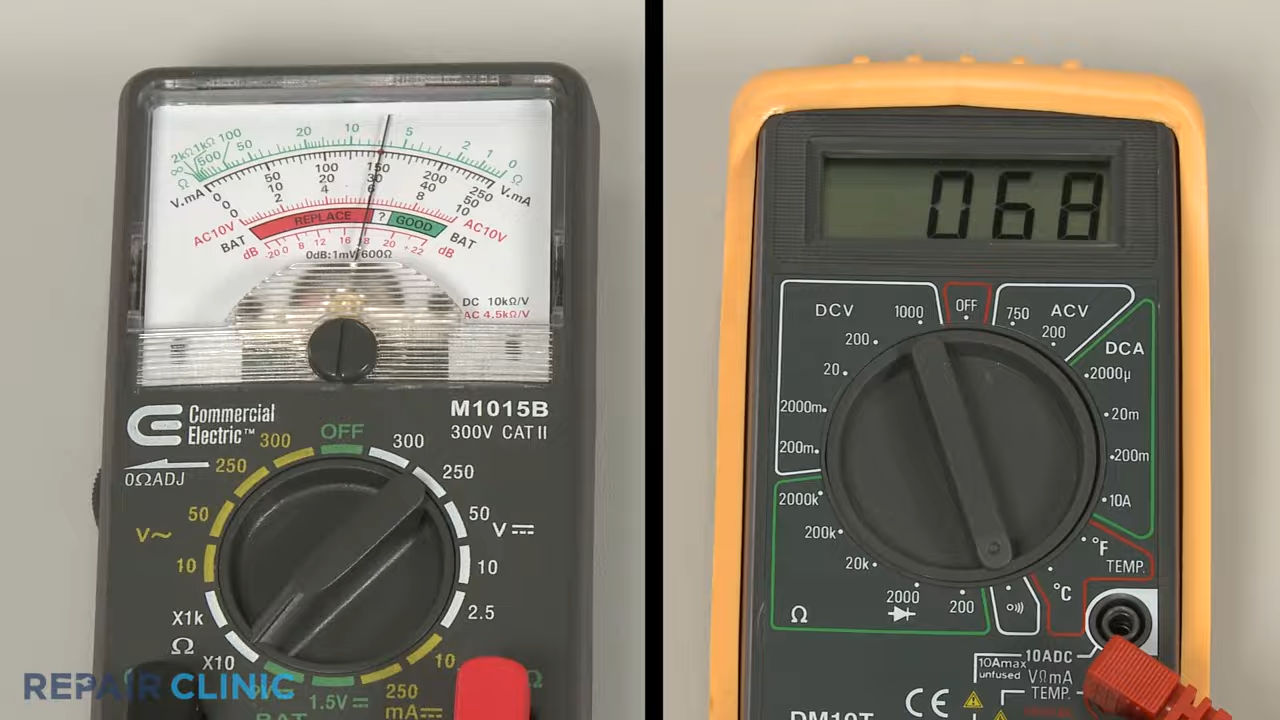 2kΩ 1kΩ 100 20 10 5 2 1 0 Ω
∞ 500 50
Ω
V.mA 0 50 100 150 200 250 V.mA
0 10 20 30 40 50
0 2 4 6 8 10
AC10V AC10V
BAT REPLACE ? GOOD BAT
dB -20 0 8 12 16 18 20 +22 dB
0dB:1mW600Ω
DC 10kΩ/V
AC 4.5kΩ/V
Commercial
Electric™
M1015B
300V CAT II
0ΩADJ
OFF
300
250
50
V
10
2.5
300
250
50
V~
10
X1k
Ω
X10
BAT
1.5V
250
mA
10
Ω
REPAIR CLINIC
068
DCV
1000
200
20
2000m
200m
OFF
750
ACV
200
DCA
2000µ
20m
200m
10A
°F
TEMP.
°C
2000k
200k
20k
2000
200
Ω
10ADC
10Amax
unfused
VΩmA
TEMP.
CE
DM10T